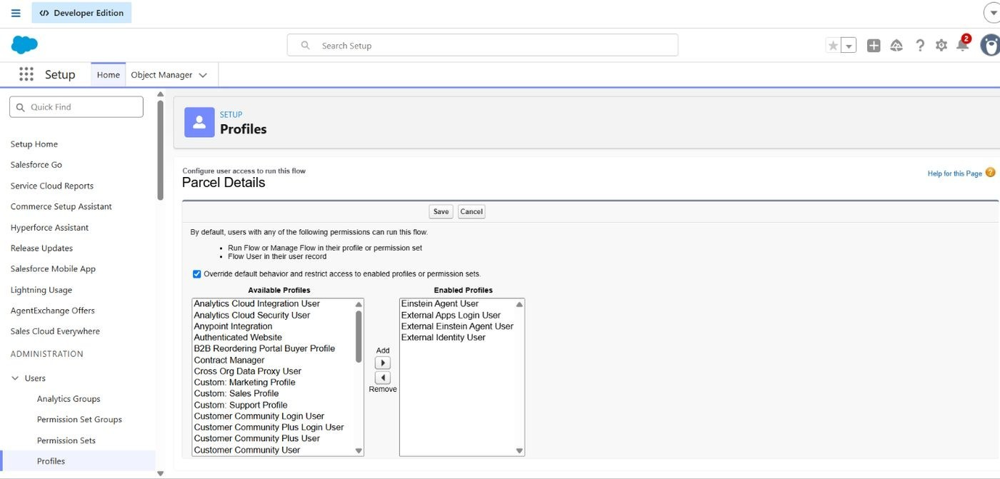 Developer Edition
Search Setup
2
Setup
Home
Object Manager
Quick Find
Setup Home
Salesforce Go
Service Cloud Reports
Commerce Setup Assistant
Hyperforce Assistant
Release Updates
Salesforce Mobile App
Lightning Usage
AgentExchange Offers
Sales Cloud Everywhere
ADMINISTRATION
Users
Analytics Groups
Permission Set Groups
Permission Sets
Profiles
SETUP
Profiles
Configure user access to run this flow
Parcel Details
Help for this Page
Save
Cancel
By default, users with any of the following permissions can run this flow.
• Run Flow or Manage Flow in their profile or permission set
• Flow User in their user record
Override default behavior and restrict access to enabled profiles or permission sets.
Available Profiles
Analytics Cloud Integration User
Analytics Cloud Security User
Anypoint Integration
Authenticated Website
B2B Reordering Portal Buyer Profile
Contract Manager
Cross Org Data Proxy User
Custom: Marketing Profile
Custom: Sales Profile
Custom: Support Profile
Customer Community Login User
Customer Community Plus Login User
Customer Community Plus User
Customer Community User
Add
Remove
Enabled Profiles
Einstein Agent User
External Apps Login User
External Einstein Agent User
External Identity User